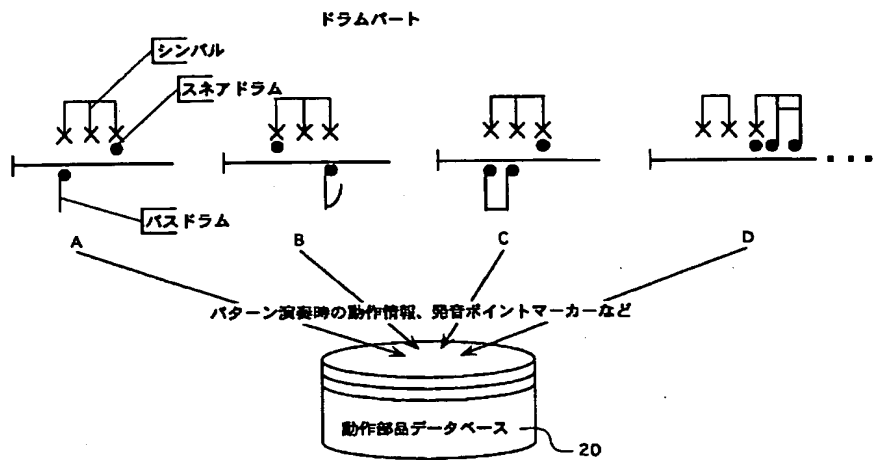 ドラムパート
シンバル
スネアドラム
バスドラム
A
B
C
D
パターン演奏時の動作情報、発音ポイントマーカーなど
動作部品データベース
20